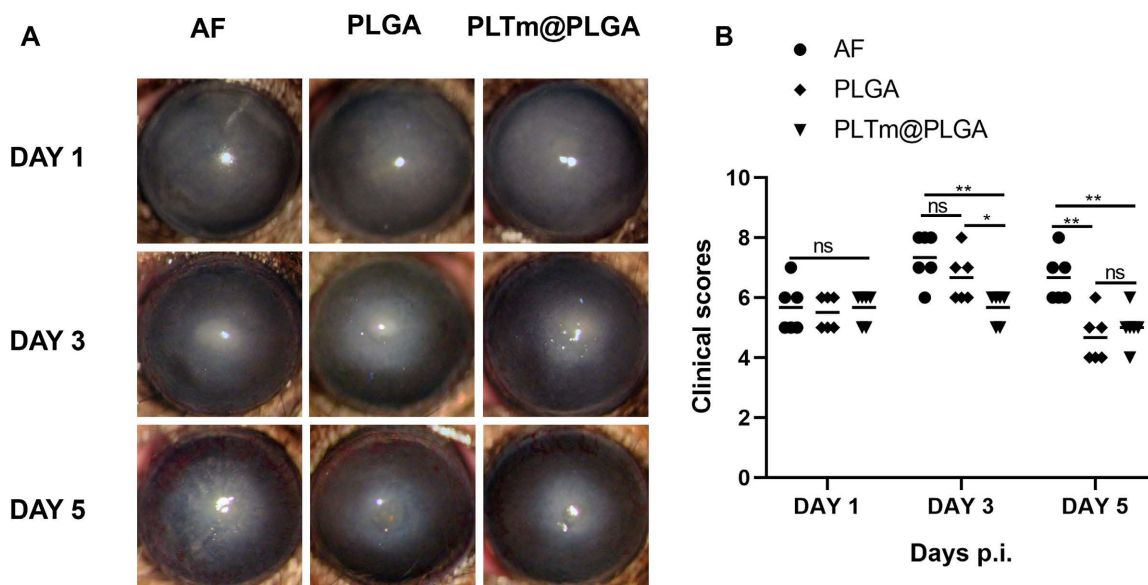 A
AF
PLGA
PLTm@PLGA
DAY 1
DAY 3
DAY 5
B
AF
PLGA
PLTm@PLGA
Clinical scores
10
8
6
4
2
0
ns
ns
**
*
**
**
ns
DAY 1
DAY 3
DAY 5
Days p.i.